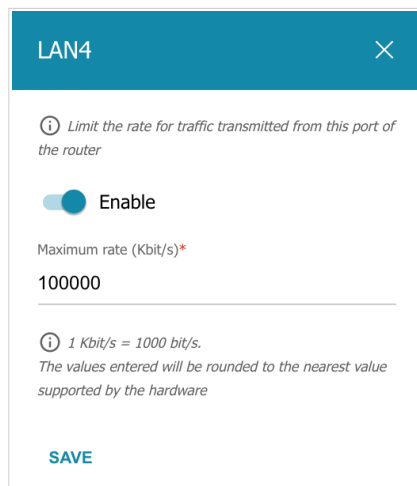 LAN4
Limit the rate for traffic transmitted from this port of
the router
Enable
Maximum rate (Kbit/s)*
100000
1 Kbit/s = 1000 bit/s.
The values entered will be rounded to the nearest value
supported by the hardware
SAVE